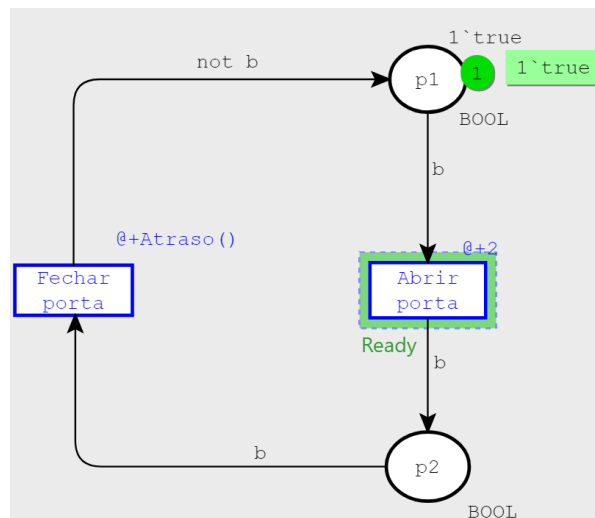 1`true
not b
p1
1
1`true
BOOL
b
@+Atraso()
@+2
Fechar
porta
Abrir
porta
Ready
b
b
p2
BOOL